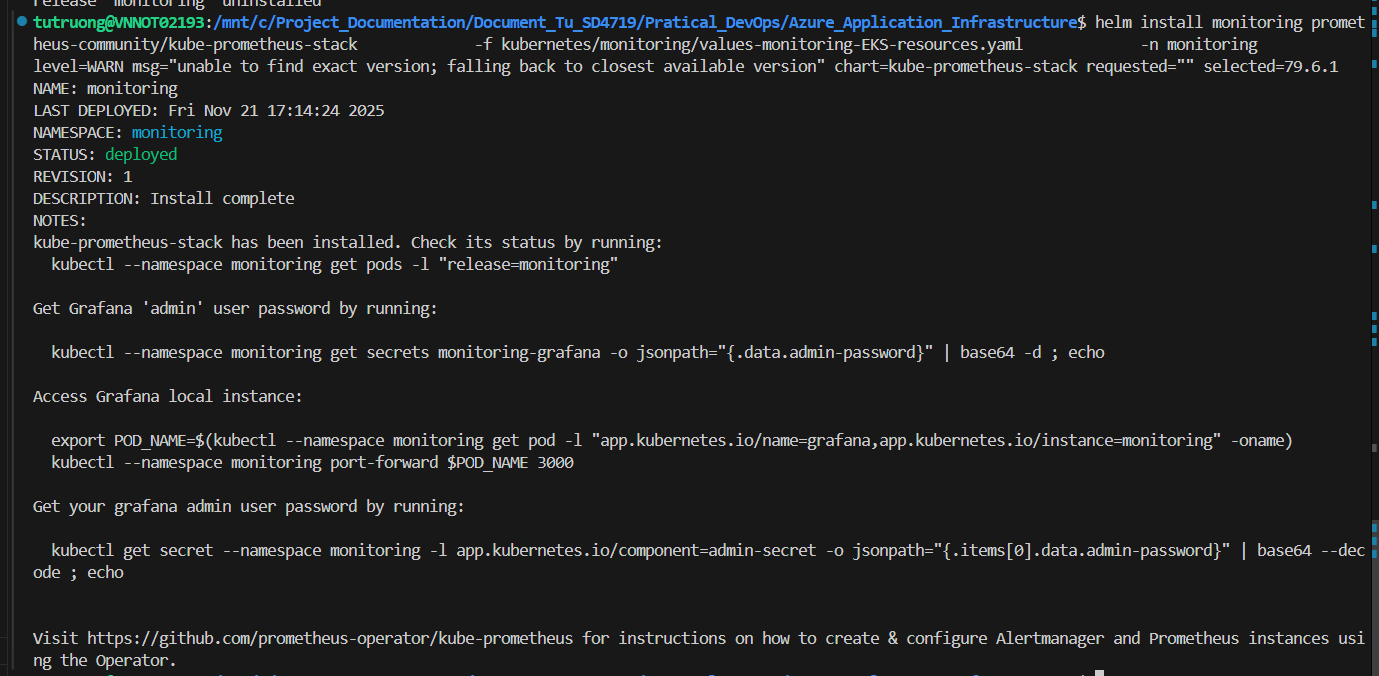 release "monitoring" uninstalled
tutruong@VNNOT02193:/mnt/c/Project_Documentation/Document_Tu_SD4719/Pratical_DevOps/Azure_Application_Infrastructure$ helm install monitoring promet
heus-community/kube-prometheus-stack             -f kubernetes/monitoring/values-monitoring-EKS-resources.yaml             -n monitoring
level=WARN msg="unable to find exact version; falling back to closest available version" chart=kube-prometheus-stack requested="" selected=79.6.1
NAME: monitoring
LAST DEPLOYED: Fri Nov 21 17:14:24 2025
NAMESPACE: monitoring
STATUS: deployed
REVISION: 1
DESCRIPTION: Install complete
NOTES:
kube-prometheus-stack has been installed. Check its status by running:
  kubectl --namespace monitoring get pods -l "release=monitoring"

Get Grafana 'admin' user password by running:

  kubectl --namespace monitoring get secrets monitoring-grafana -o jsonpath="{.data.admin-password}" | base64 -d ; echo

Access Grafana local instance:

  export POD_NAME=$(kubectl --namespace monitoring get pod -l "app.kubernetes.io/name=grafana,app.kubernetes.io/instance=monitoring" -oname)
  kubectl --namespace monitoring port-forward $POD_NAME 3000

Get your grafana admin user password by running:

  kubectl get secret --namespace monitoring -l app.kubernetes.io/component=admin-secret -o jsonpath="{.items[0].data.admin-password}" | base64 --dec
ode ; echo


Visit https://github.com/prometheus-operator/kube-prometheus for instructions on how to create & configure Alertmanager and Prometheus instances usi
ng the Operator.